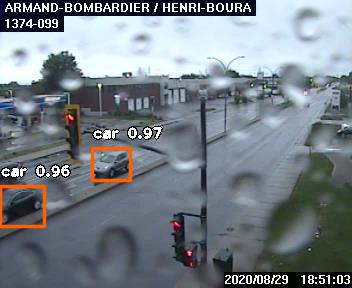 ARMAND-BOMBARDIER / HENRI-BOURA
1374-099
car 0.97
car 0.96
2020/08/29 18:51:03